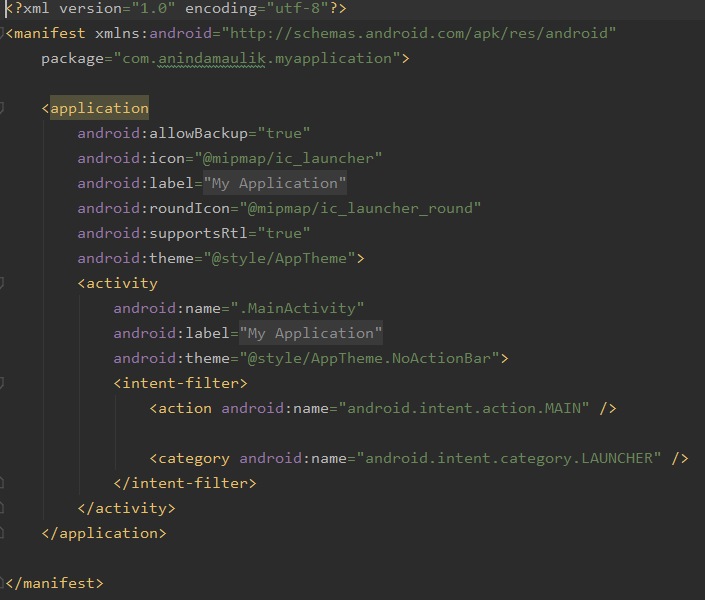 <?xml version="1.0" encoding="utf-8"?>
<manifest xmlns:android="http://schemas.android.com/apk/res/android"
    package="com.anindamaulik.myapplication">

    <application
        android:allowBackup="true"
        android:icon="@mipmap/ic_launcher"
        android:label="My Application"
        android:roundIcon="@mipmap/ic_launcher_round"
        android:supportsRtl="true"
        android:theme="@style/AppTheme">
        <activity
            android:name=".MainActivity"
            android:label="My Application"
            android:theme="@style/AppTheme.NoActionBar">
            <intent-filter>
                <action android:name="android.intent.action.MAIN" />

                <category android:name="android.intent.category.LAUNCHER" />
            </intent-filter>
        </activity>
    </application>

</manifest>